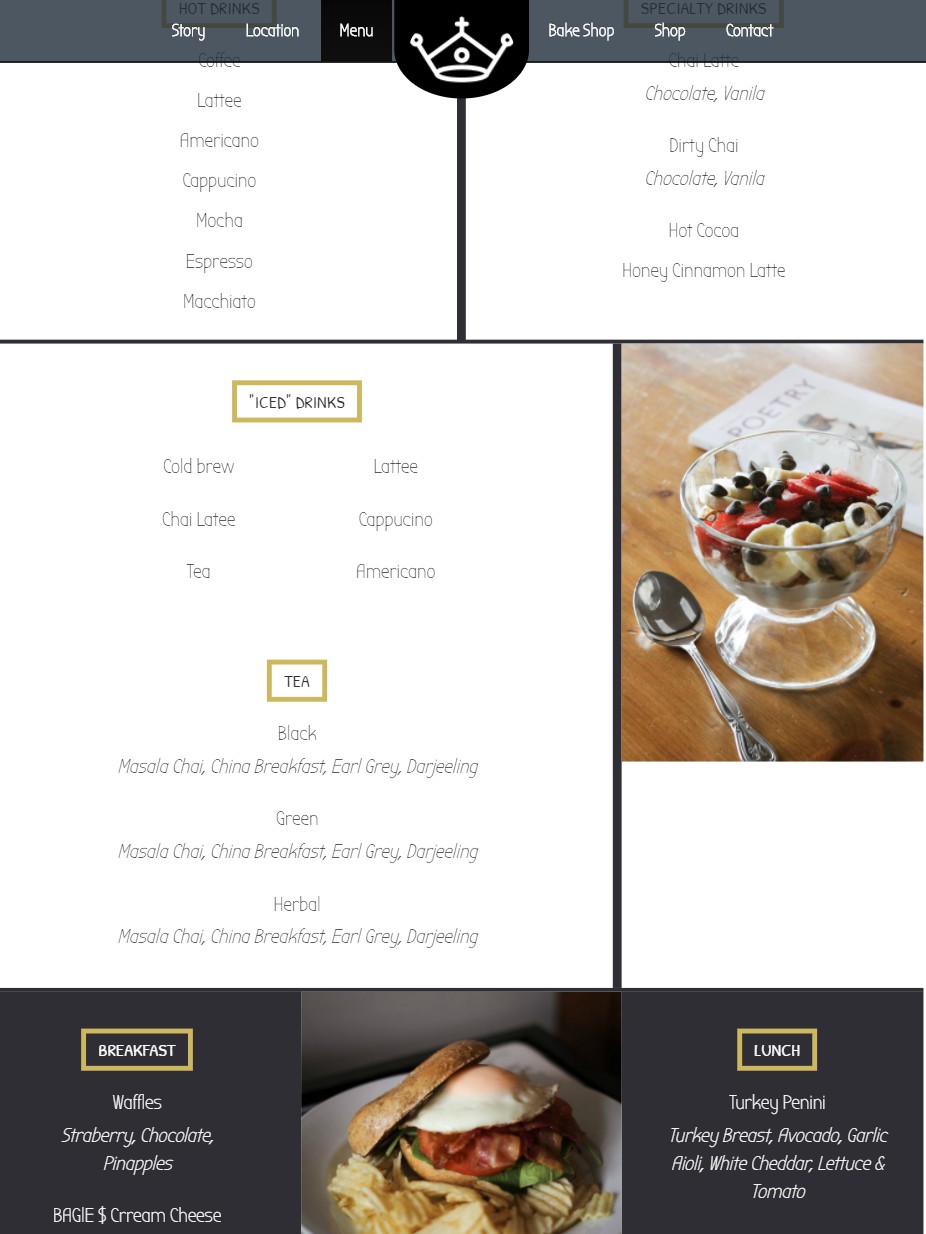 HOT DRINKS
SPECIALTY DRINKS
Story Location Menu Bake Shop Shop Contact
Coffee
Lattee
Americano
Cappucino
Mocha
Espresso
Macchiato
Chai Latte
Chocolate, Vanila
Dirty Chai
Chocolate, Vanila
Hot Cocoa
Honey Cinnamon Latte
"ICED" DRINKS
Cold brew Lattee
Chai Latee Cappucino
Tea Americano
POETRY
TEA
Black
Masala Chai, China Breakfast, Earl Grey, Darjeeling
Green
Masala Chai, China Breakfast, Earl Grey, Darjeeling
Herbal
Masala Chai, China Breakfast, Earl Grey, Darjeeling
BREAKFAST
Waffles
Straberry, Chocolate,
Pinapples
BAGlE $ Crream Cheese
LUNCH
Turkey Penini
Turkey Breast, Avocado, Garlic
Aioli, White Cheddar, Lettuce &
Tomato